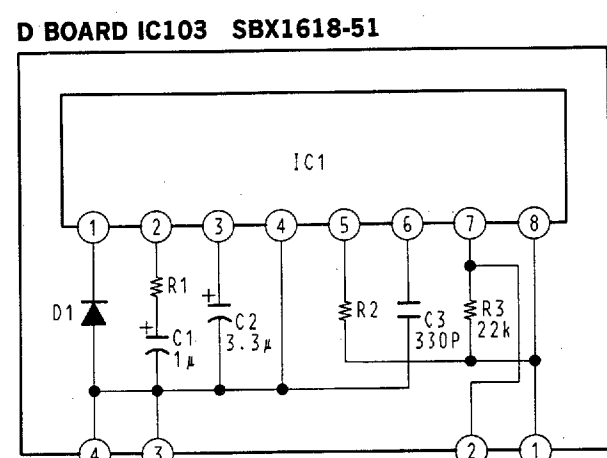 D BOARD IC103 SBX1618-51
IC1
1 2 3 4 5 6 7 8
D1
R1
+
C1
1μ
+
C2
3.3μ
R2
C3
330P
R3
22k
4 3 2 1